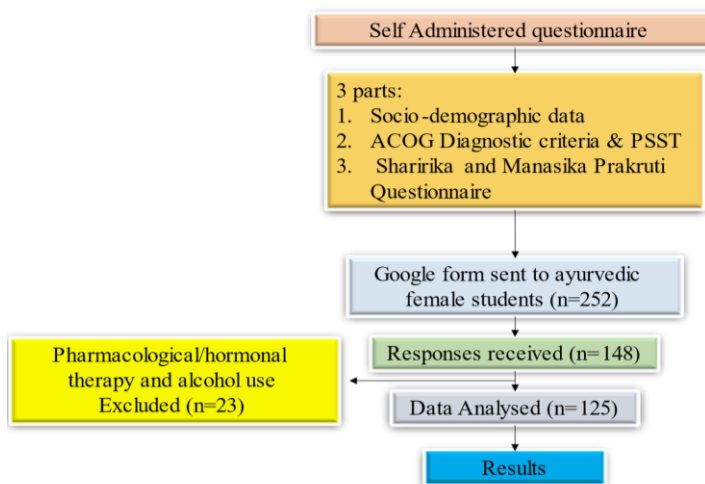 Self Administered questionnaire
3 parts:
1. Socio-demographic data
2. ACOG Diagnostic criteria & PSST
3. Sharirika and Manasika Prakruti
Questionnaire
Google form sent to ayurvedic
female students (n=252)
Responses received (n=148)
Pharmacological/hormonal
therapy and alcohol use
Excluded (n=23)
Data Analysed (n=125)
Results